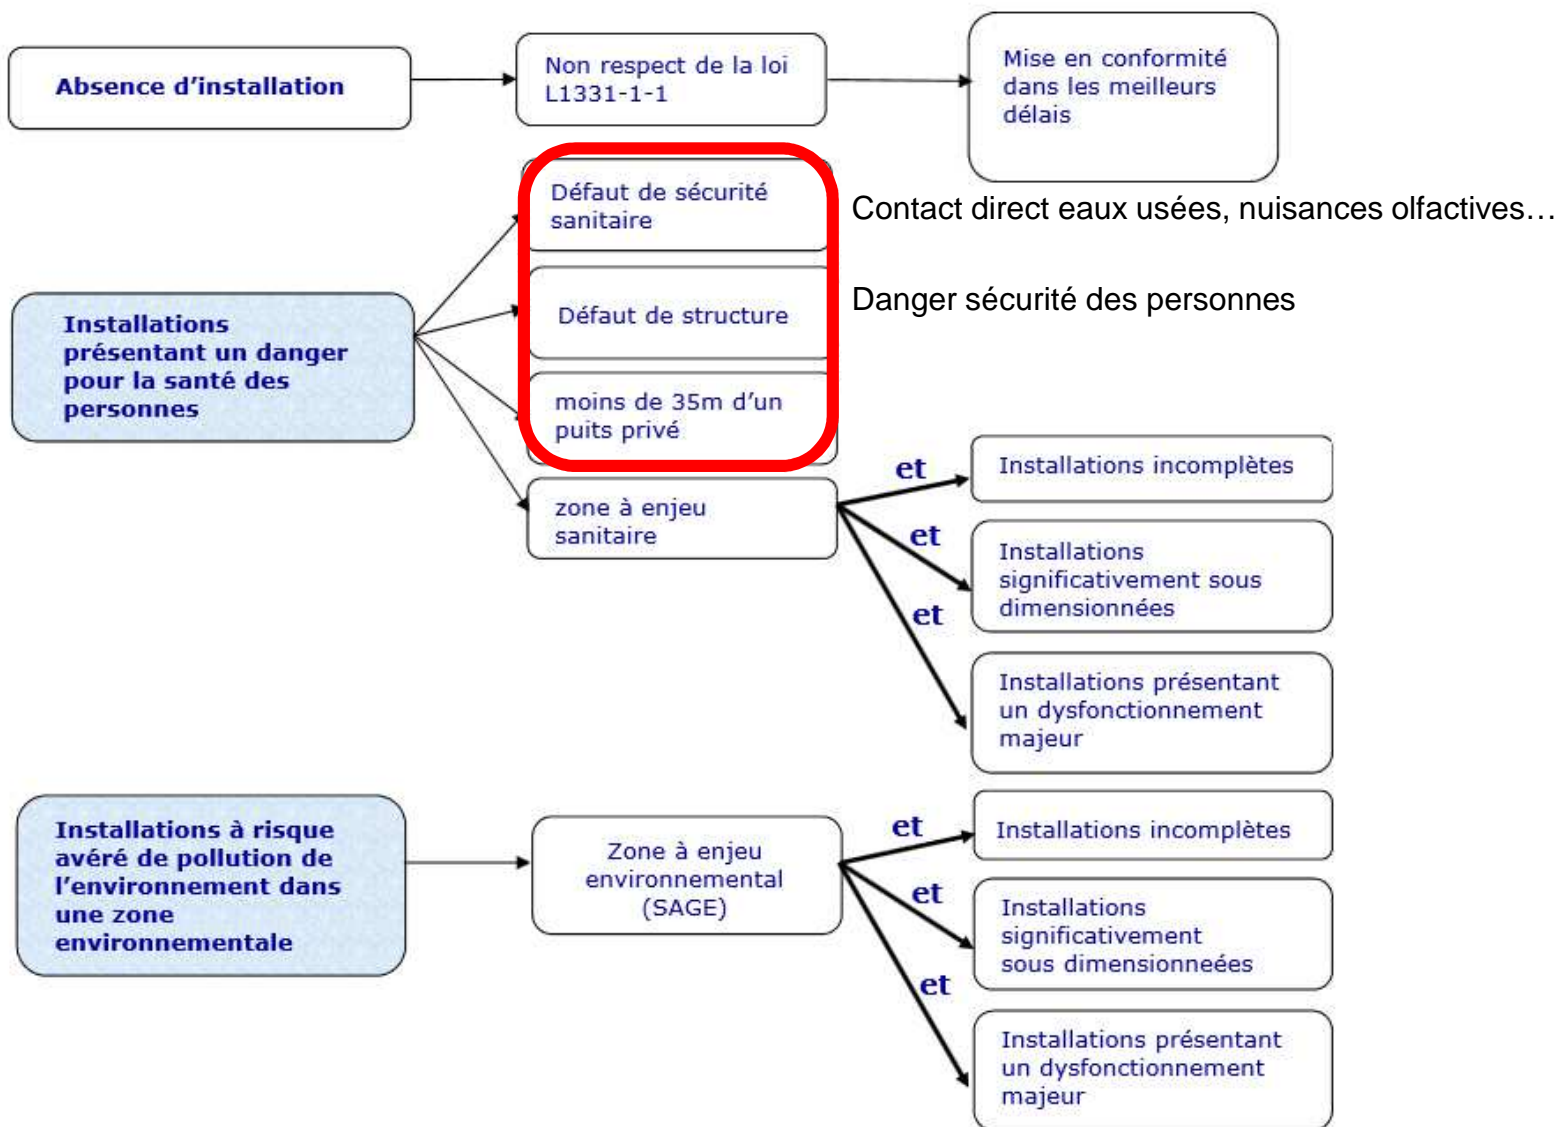 Absence d'installation
Non respect de la loi
L1331-1-1
Mise en conformité
dans les meilleurs
délais
Installations
présentant un danger
pour la santé des
personnes
Défaut de sécurité
sanitaire
Contact direct eaux usées, nuisances olfactives…
Défaut de structure
Danger sécurité des personnes
moins de 35m d'un
puits privé
zone à enjeu
sanitaire
et
Installations incomplètes
et
Installations
significativement sous
dimensionnées
et
Installations présentant
un dysfonctionnement
majeur
Installations à risque
avéré de pollution de
l'environnement dans
une zone
environnementale
Zone à enjeu
environnemental
(SAGE)
et
Installations incomplètes
et
Installations
significativement
sous dimensionneées
et
Installations présentant
un dysfonctionnement
majeur